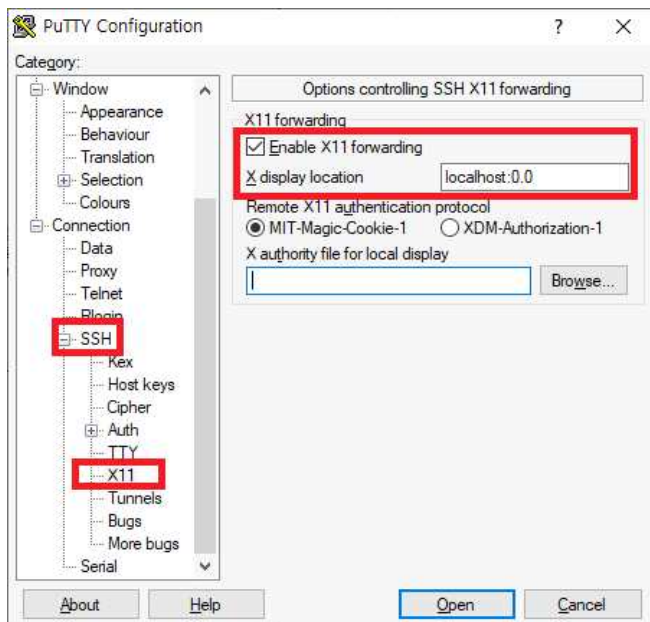 PuTTY Configuration
?
Category:
Window
Appearance
Behaviour
Translation
Selection
Colours
Connection
Data
Proxy
Telnet
Rlogin
SSH
Kex
Host keys
Cipher
Auth
TTY
X11
Tunnels
Bugs
More bugs
Serial
Options controlling SSH X11 forwarding
X11 forwarding
Enable X11 forwarding
X display location localhost:0.0
Remote X11 authentication protocol
MIT-Magic-Cookie-1 XDM-Authorization-1
X authority file for local display
Browse...
About Help Open Cancel